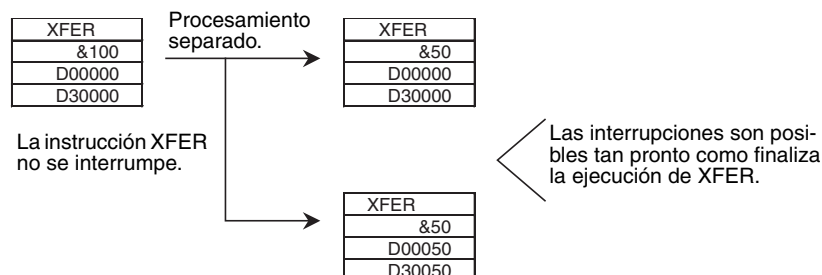 XFER
&100
D00000
D30000
Procesamiento
separado.
XFER
&50
D00000
D30000
La instrucción XFER
no se interrumpe.
Las interrupciones son posi-
bles tan pronto como finaliza
la ejecución de XFER.
XFER
&50
D00050
D30050